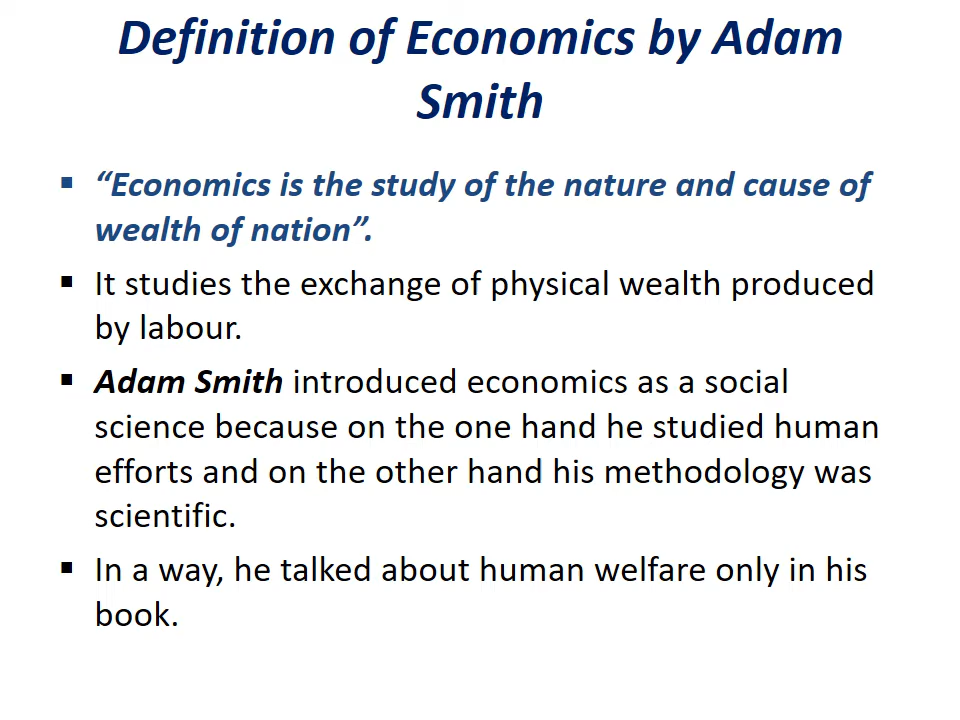 Definition of Economics by Adam
Smith
▪ “Economics is the study of the nature and cause of
wealth of nation”.
▪ It studies the exchange of physical wealth produced
by labour.
▪ Adam Smith introduced economics as a social
science because on the one hand he studied human
efforts and on the other hand his methodology was
scientific.
▪ In a way, he talked about human welfare only in his
book.